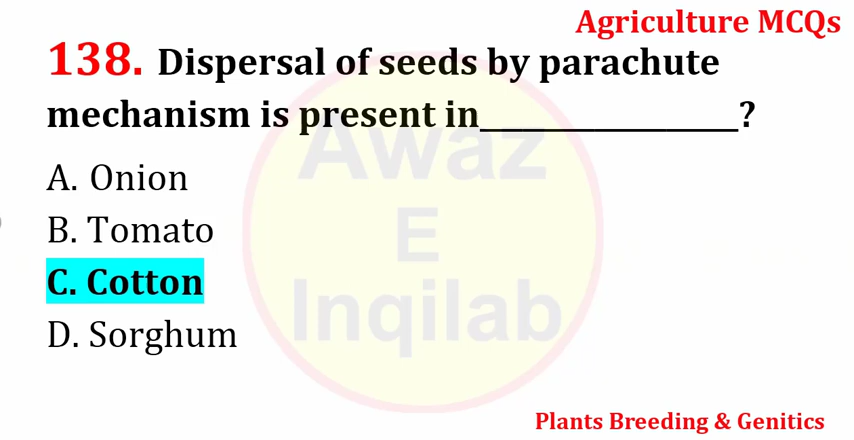 Agriculture MCQs
138. Dispersal of seeds by parachute
mechanism is present in________________?
A. Onion
B. Tomato
C. Cotton
D. Sorghum
Awaz
E
Inqilab
Plants Breeding & Genitics